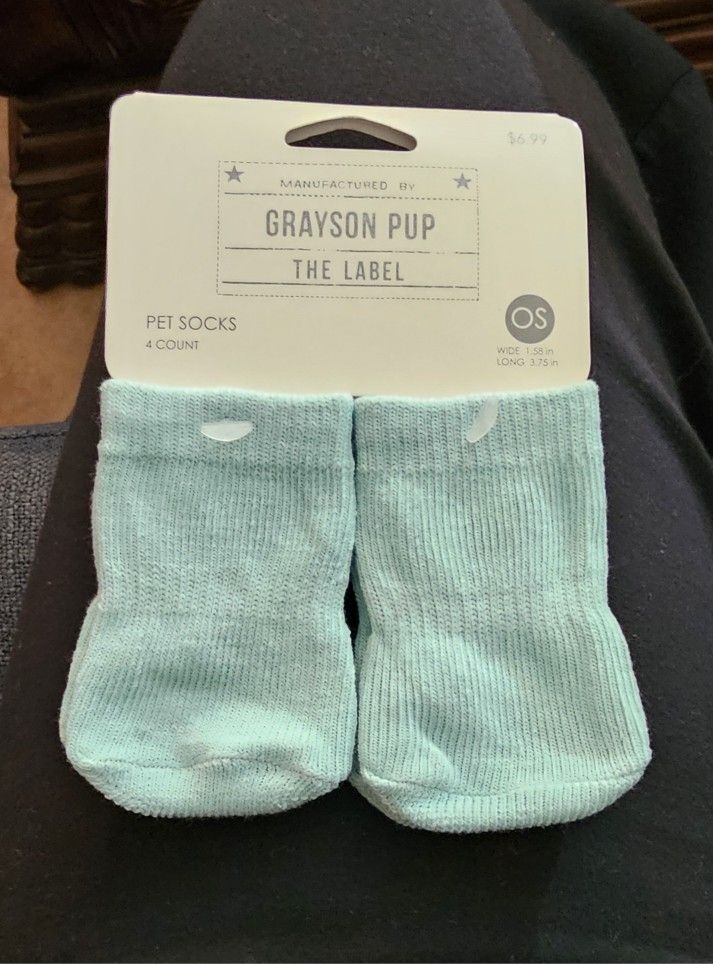 $6.99
MANUFACTURED BY
GRAYSON PUP
THE LABEL
PET SOCKS
4 COUNT
OS
WIDE 1.58 in
LONG 3.75 in